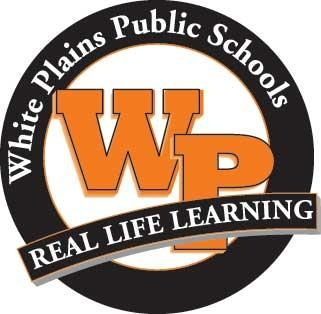 White Plains Public Schools
WP
REAL LIFE LEARNING